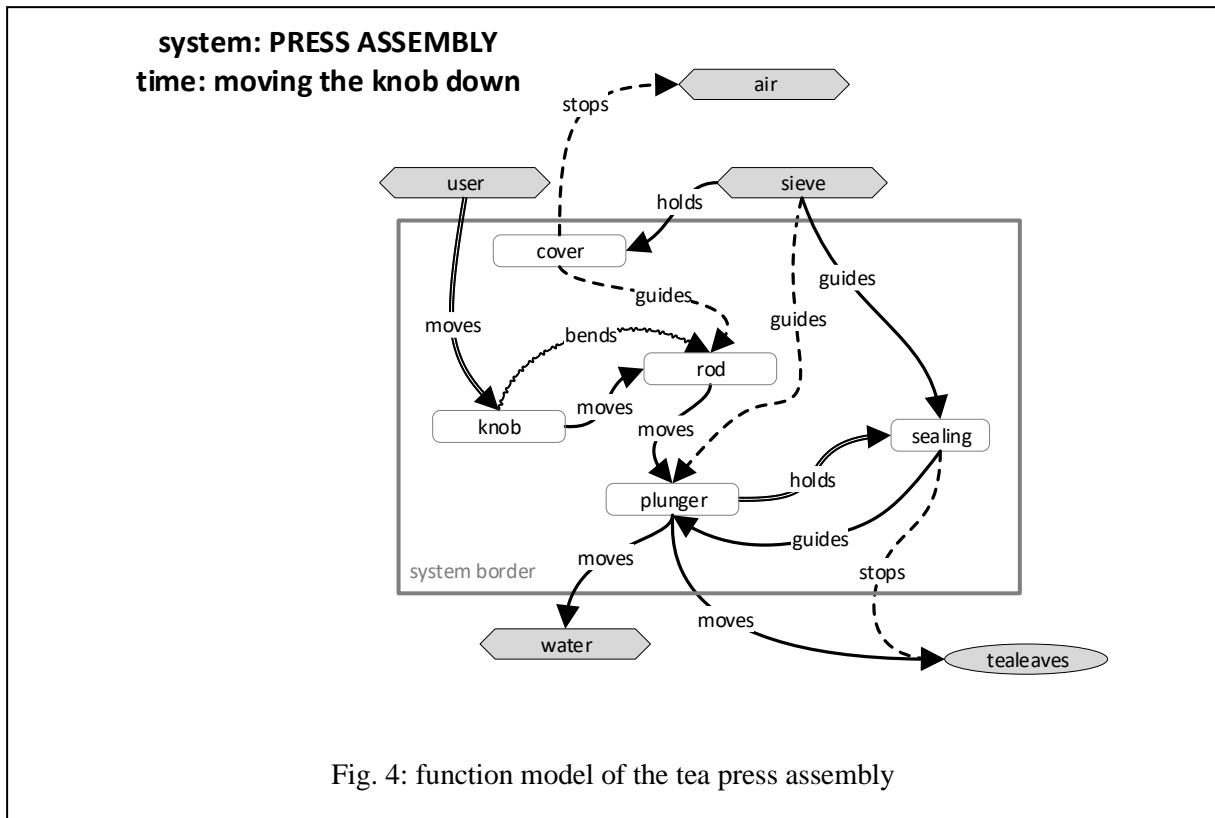 system: PRESS ASSEMBLY
time: moving the knob down
air
stops
user
sieve
holds
cover
guides
guides
guides
moves
bends
rod
moves
knob
moves
sealing
holds
plunger
guides
moves
system border
stops
moves
water
tealeaves
Fig. 4: function model of the tea press assembly